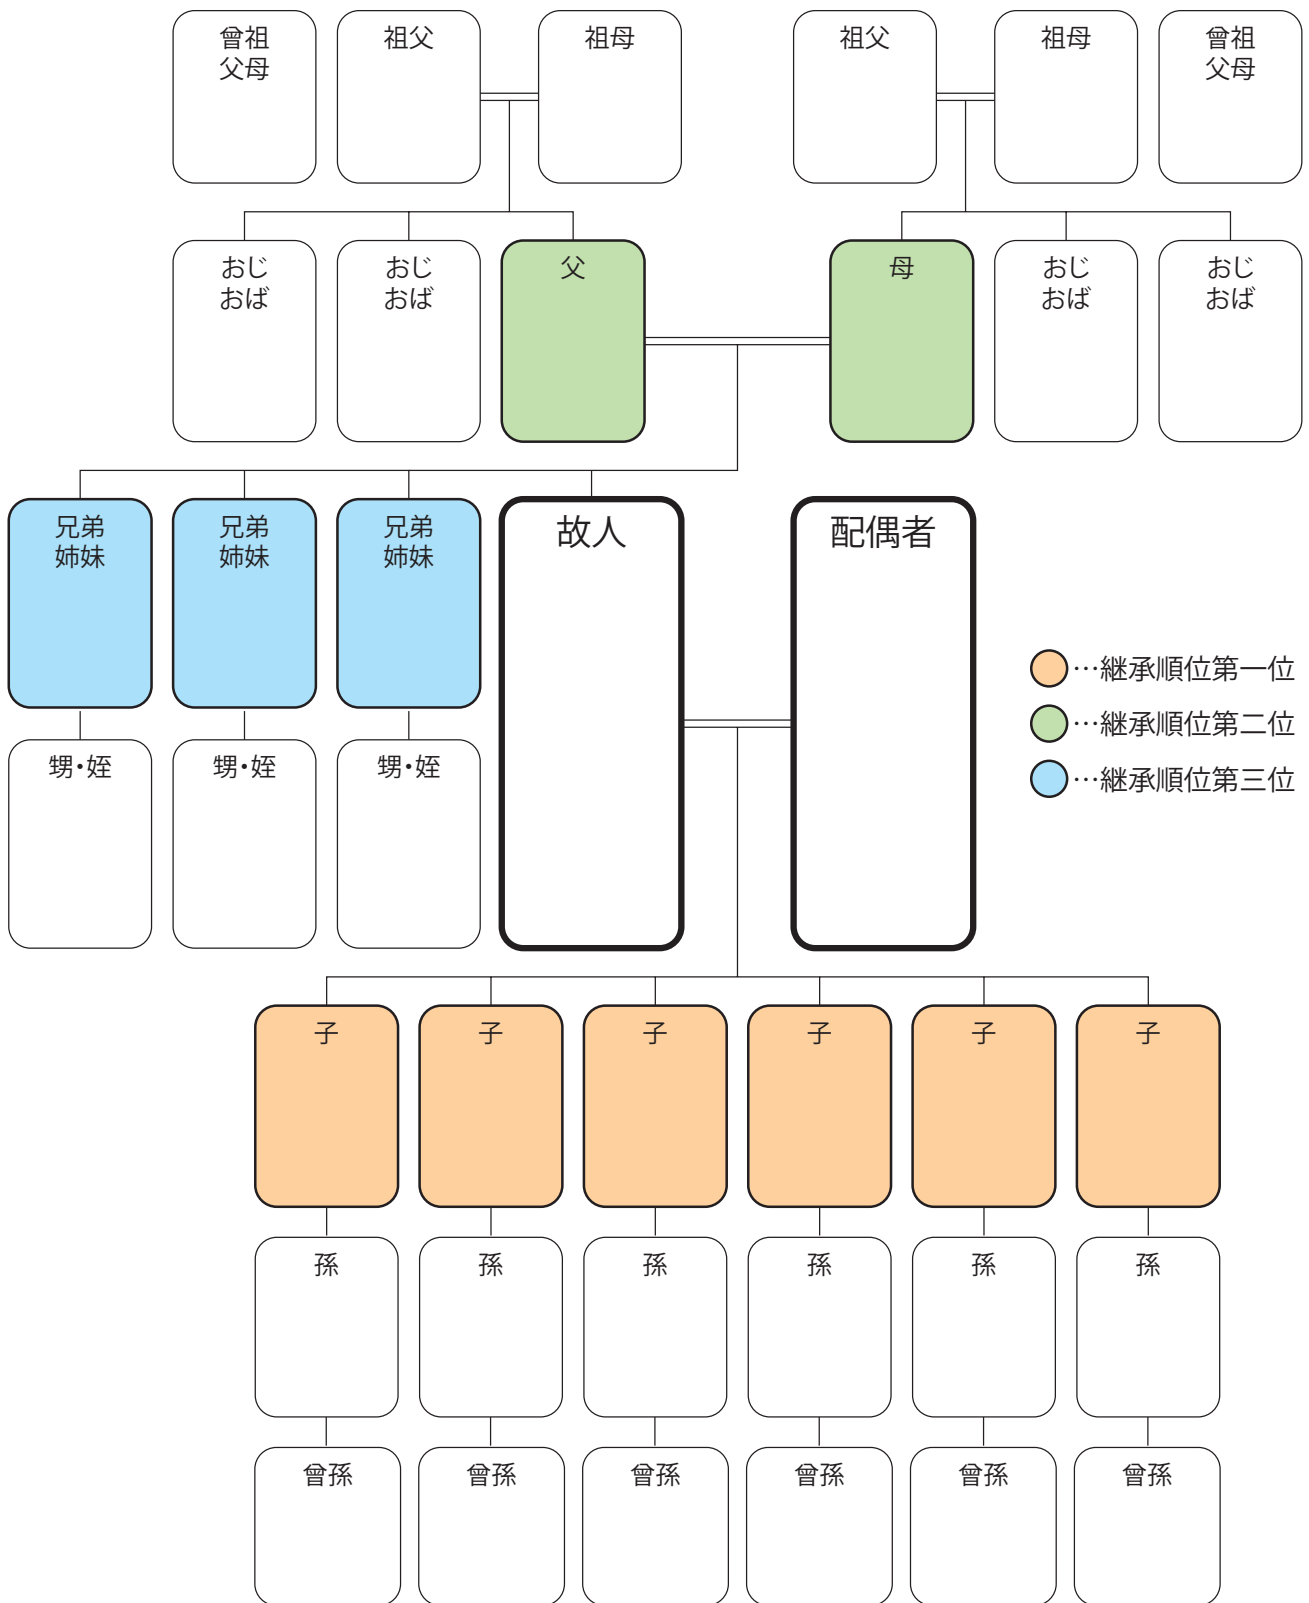 曾祖
父母
祖父
祖母
祖父
祖母
曾祖
父母
おじ
おば
おじ
おば
父
母
おじ
おば
おじ
おば
兄弟
姉妹
兄弟
姉妹
兄弟
姉妹
故人
配偶者
…継承順位第一位
…継承順位第二位
…継承順位第三位
甥・姪
甥・姪
甥・姪
子
子
子
子
子
子
孫
孫
孫
孫
孫
孫
曾孫
曾孫
曾孫
曾孫
曾孫
曾孫